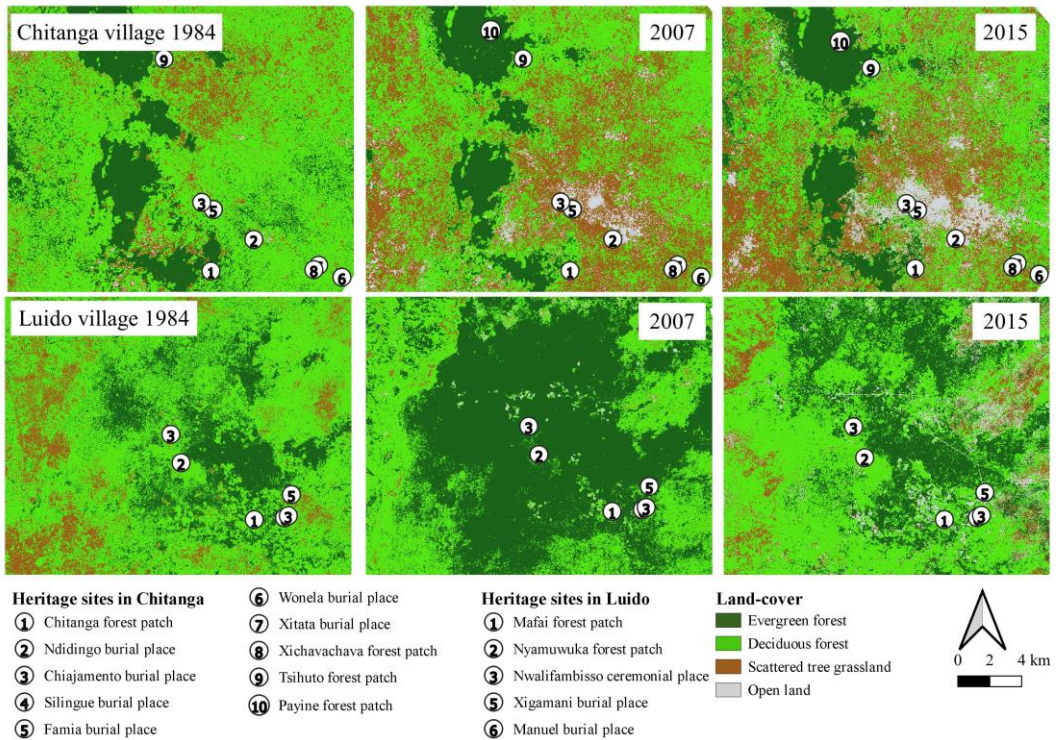 Chitanga village 1984
2007
2015
10
10
9
9
9
3
5
3
5
3
5
2
2
2
1
8
6
1
8
6
1
8
6
Luido village 1984
2007
2015
3
2
5
1
3
3
2
5
1
3
3
2
5
1
3
Heritage sites in Chitanga
1 Chitanga forest patch
2 Ndidingo burial place
3 Chiajamento burial place
4 Silingue burial place
5 Famia burial place
6 Wonela burial place
7 Xitata burial place
8 Xichavachava forest patch
9 Tsihuto forest patch
10 Payine forest patch
Heritage sites in Luido
1 Mafai forest patch
2 Nyamuwuka forest patch
3 Nwalifambisso ceremonial place
5 Xigamani burial place
6 Manuel burial place
Land-cover
Evergreen forest
Deciduous forest
Scattered tree grassland
Open land
0 2 4 km